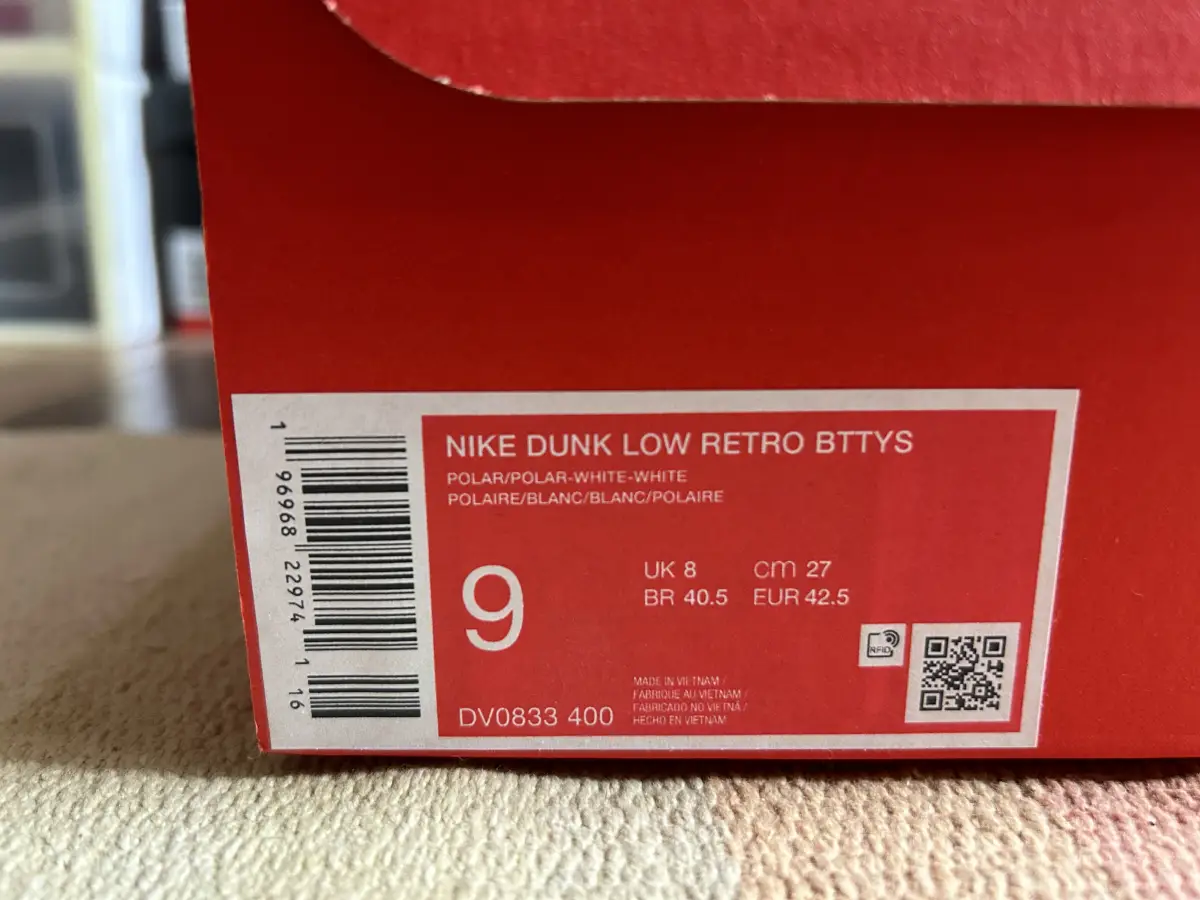 NIKE DUNK LOW RETRO BTTYS
POLAR/POLAR-WHITE-WHITE
POLAIRE/BLANC/BLANC/POLAIRE
9
UK 8 cm 27
BR 40.5 EUR 42.5
RFID
MADE IN VIETNAM /
FABRIQUE AU VIETNAM /
FABRICADO NO VIETNÃ /
HECHO EN VIETNAM
DV0833 400
1 96968 22974 1 16